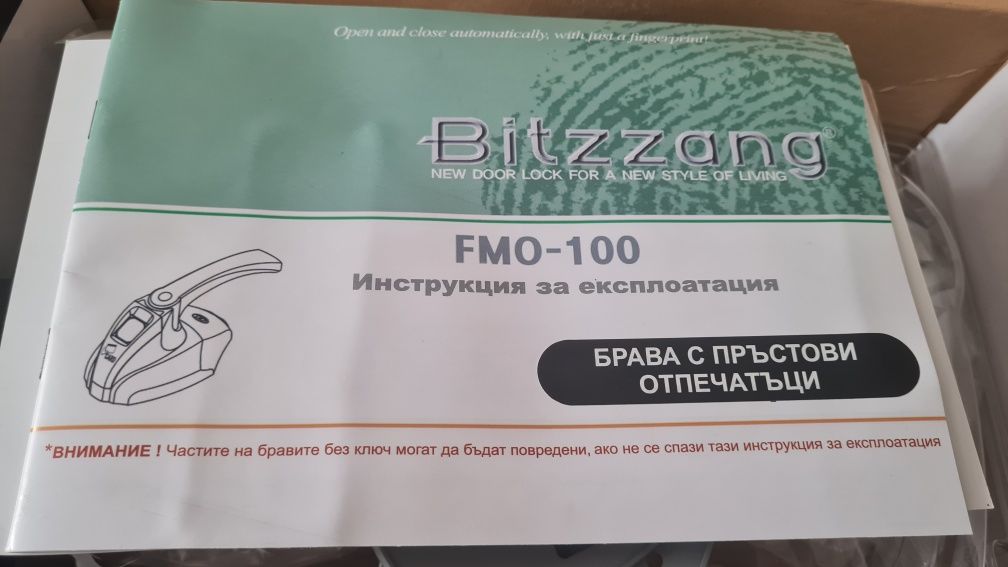 Open and close automatically, with just a fingerprint!
Bitzzang®
NEW DOOR LOCK FOR A NEW STYLE OF LIVING
FMO-100
Инструкция за експлоатация
БРАВА С ПРЪСТОВИ
ОТПЕЧАТЪЦИ
*ВНИМАНИЕ ! Частите на бравите без ключ могат да бъдат повредени, ако не се спази тази инструкция за експлоатация